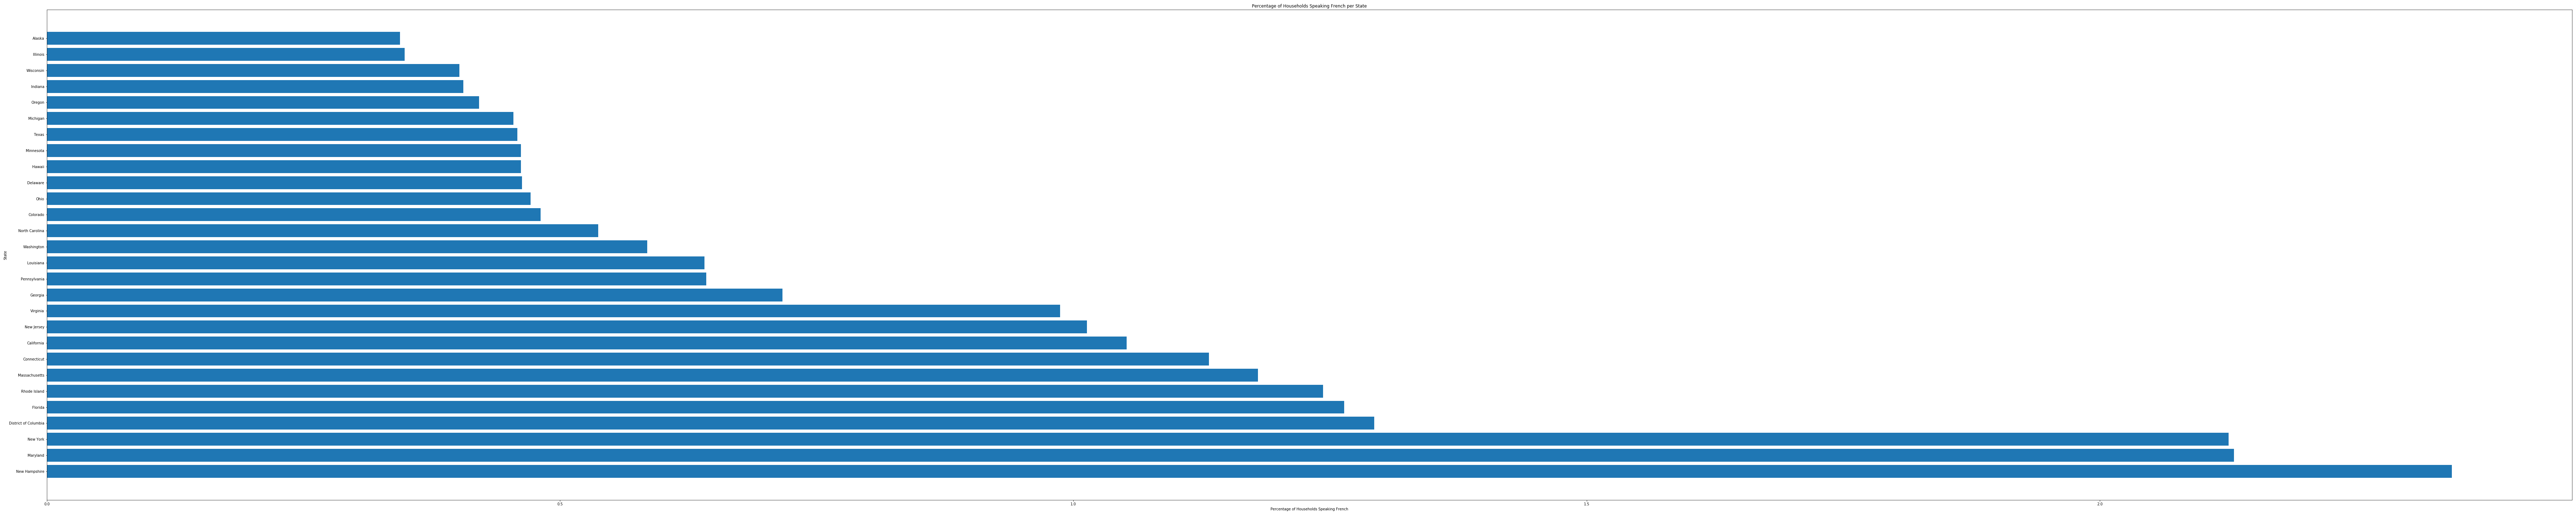 Percentage of Households Speaking French per State
Alaska
Illinois
Wisconsin
Indiana
Oregon
Michigan
Texas
Minnesota
Hawaii
Delaware
Ohio
Colorado
North Carolina
Washington
Louisiana
Pennsylvania
Georgia
Virginia
New Jersey
California
Connecticut
Massachusetts
Rhode Island
Florida
District of Columbia
New York
Maryland
New Hampshire
State
0.0 0.5 1.0 1.5 2.0
Percentage of Households Speaking French